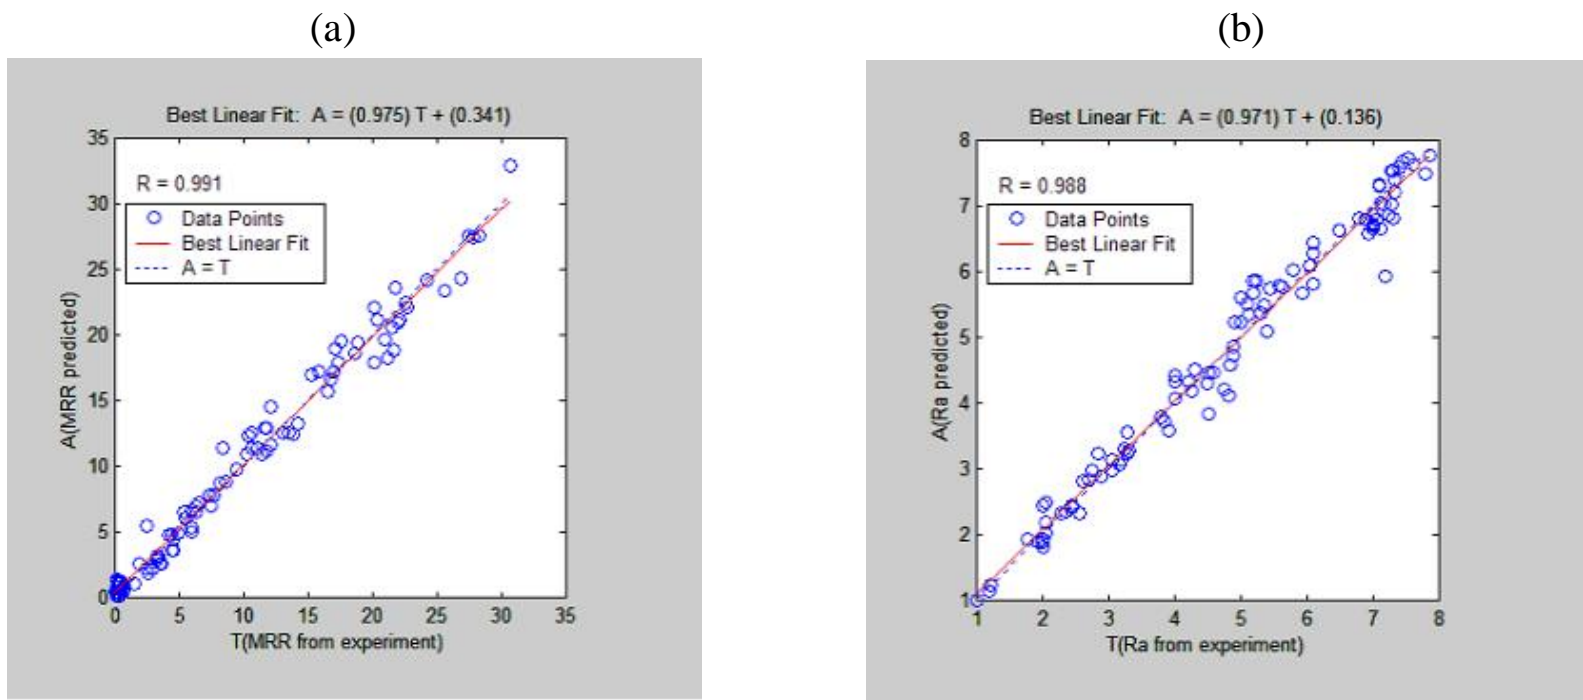 (a)
Best Linear Fit: A = (0.975) T + (0.341)
35
30
25
20
15
10
5
0
A(MRR predicted)
R = 0.991
Data Points
Best Linear Fit
A = T
0 5 10 15 20 25 30 35
T(MRR from experiment)
(b)
Best Linear Fit: A = (0.971) T + (0.136)
8
7
6
5
4
3
2
1
A(Ra predicted)
R = 0.988
Data Points
Best Linear Fit
A = T
1 2 3 4 5 6 7 8
T(Ra from experiment)